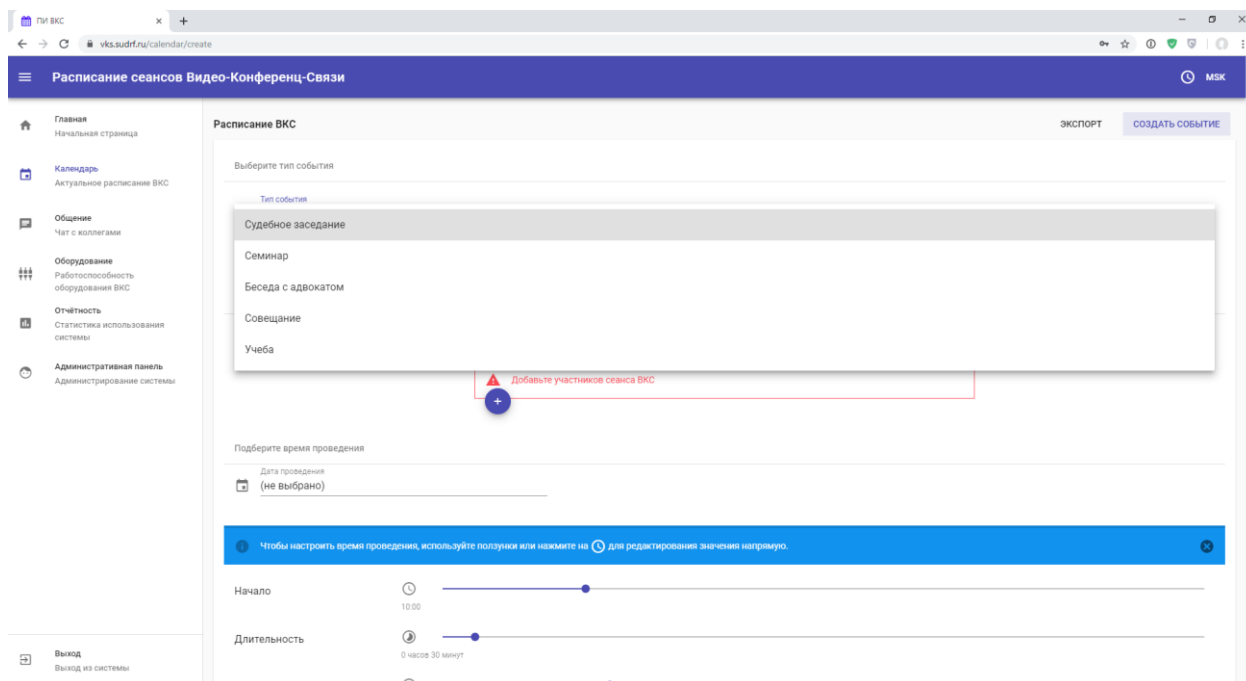 ПИ ВКС
vks.sudrf.ru/calendar/create
Расписание сеансов Видео-Конференц-Связи
MSK
Главная
Начальная страница
Календарь
Актуальное расписание ВКС
Общение
Чат с коллегами
Оборудование
Работоспособность
оборудования ВКС
Отчётность
Статистика использования
системы
Административная панель
Администрирование системы
Выход
Выход из системы
Расписание ВКС
ЭКСПОРТ
СОЗДАТЬ СОБЫТИЕ
Выберите тип события
Тип события
Судебное заседание
Семинар
Беседа с адвокатом
Совещание
Учеба
Добавьте участников сеанса ВКС
Подберите время проведения
Дата проведения
(не выбрано)
Чтобы настроить время проведения, используйте ползунки или нажмите на для редактирования значения напрямую.
Начало
10:00
Длительность
0 часов 30 минут